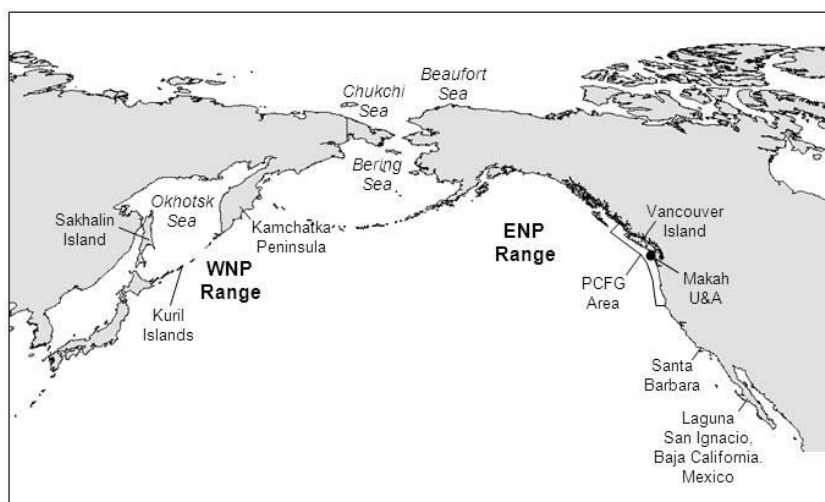 Chukchi
Sea
Beaufort
Sea
Bering
Sea
Okhotsk
Sea
Sakhalin
Island
Kamchatka
Peninsula
WNP
Range
Kuril
Islands
ENP
Range
Vancouver
Island
PCFG
Area
Makah
U&A
Santa
Barbara
Laguna
San Ignacio,
Baja California.
Mexico